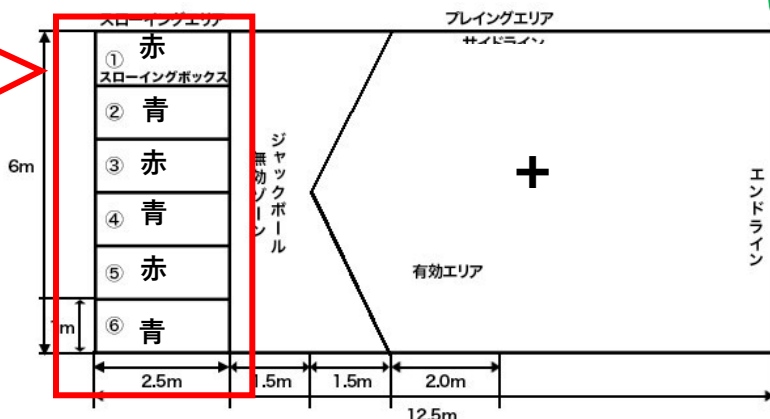 スローイングエリア
プレイングエリア
サイドライン
① 赤
スローイングボックス
② 青
③ 赤
④ 青
⑤ 赤
⑥ 青
6m
1m
ジャックボール
無効ゾーン
有効エリア
エンドライン
2.5m
1.5m
1.5m
2.0m
12.5m